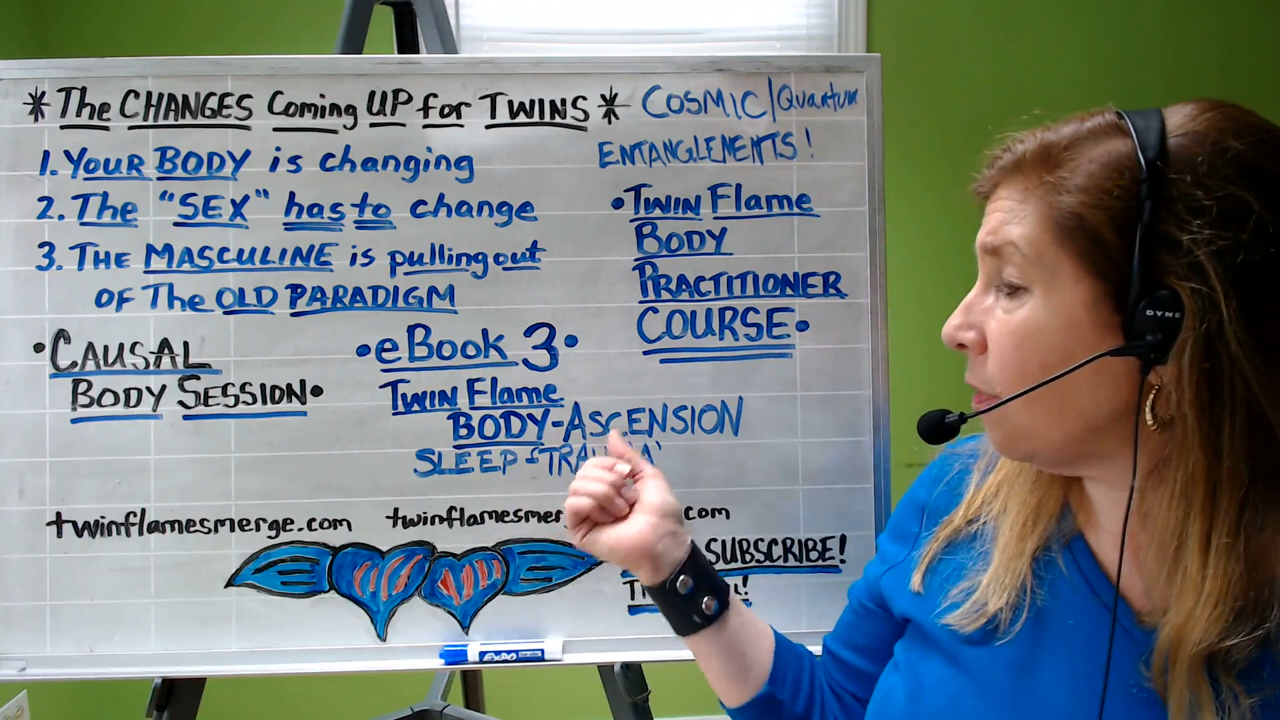 * The CHANGES Coming UP for TWINS *
1. YOUR BODY is changing
2. The "SEX" has to change
3. THE MASCULINE is pulling out
OF The OLD PARADIGM
COSMIC/Quantum
ENTANGLEMENTS!
• TWIN Flame
BODY
PRACTITIONER
COURSE •
• CAUSAL
BODY SESSION •
• eBook 3 •
TWIN Flame
BODY-ASCENSION
SLEEP-
twinflamesmerge.com
twinflamesmer
com
SUBSCRIBE!
EXPO
DYNE